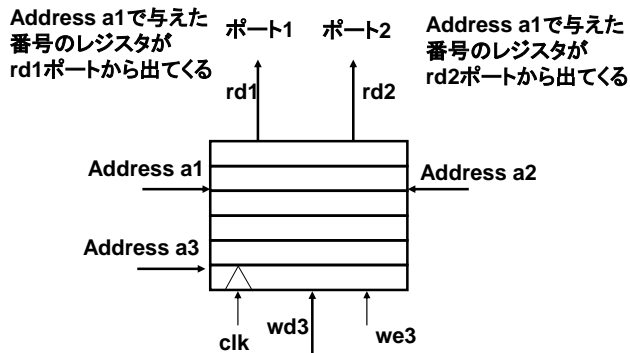 Address a1で与えた
番号のレジスタが
rd1ポートから出てくる
ポート1
ポート2
Address a1で与えた
番号のレジスタが
rd2ポートから出てくる
rd1
rd2
Address a1
Address a2
Address a3
clk
wd3
we3